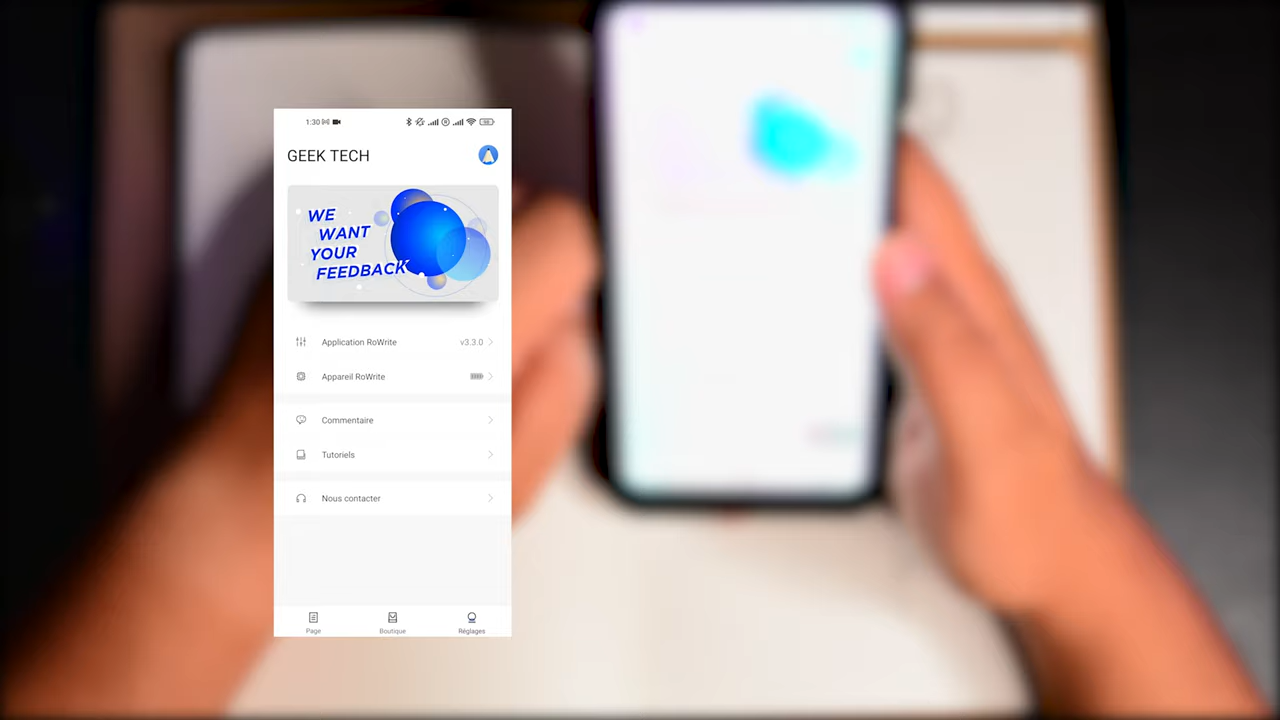 1:30
GEEK TECH
WE
WANT
YOUR
FEEDBACK
Application RoWrite v3.3.0
Appareil RoWrite
Commentaire
Tutoriels
Nous contacter
Page Boutique Réglages